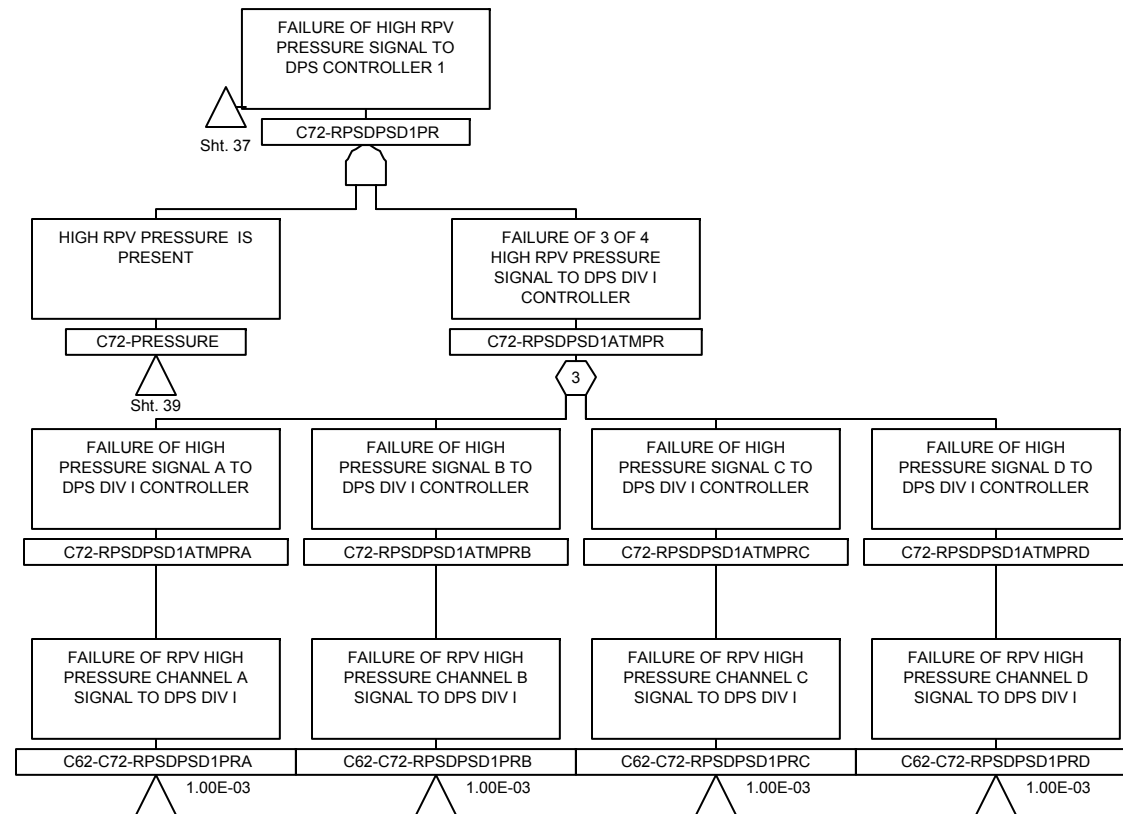 FAILURE OF HIGH RPV
PRESSURE SIGNAL TO
DPS CONTROLLER 1
Sht. 37
C72-RPSDPSD1PR
HIGH RPV PRESSURE IS
PRESENT
C72-PRESSURE
Sht. 39
FAILURE OF 3 OF 4
HIGH RPV PRESSURE
SIGNAL TO DPS DIV I
CONTROLLER
C72-RPSDPSD1ATMPR
3
FAILURE OF HIGH
PRESSURE SIGNAL A TO
DPS DIV I CONTROLLER
C72-RPSDPSD1ATMPRA
FAILURE OF HIGH
PRESSURE SIGNAL B TO
DPS DIV I CONTROLLER
C72-RPSDPSD1ATMPRB
FAILURE OF HIGH
PRESSURE SIGNAL C TO
DPS DIV I CONTROLLER
C72-RPSDPSD1ATMPRC
FAILURE OF HIGH
PRESSURE SIGNAL D TO
DPS DIV I CONTROLLER
C72-RPSDPSD1ATMPRD
FAILURE OF RPV HIGH
PRESSURE CHANNEL A
SIGNAL TO DPS DIV I
C62-C72-RPSDPSD1PRA
1.00E-03
FAILURE OF RPV HIGH
PRESSURE CHANNEL B
SIGNAL TO DPS DIV I
C62-C72-RPSDPSD1PRB
1.00E-03
FAILURE OF RPV HIGH
PRESSURE CHANNEL C
SIGNAL TO DPS DIV I
C62-C72-RPSDPSD1PRC
1.00E-03
FAILURE OF RPV HIGH
PRESSURE CHANNEL D
SIGNAL TO DPS DIV I
C62-C72-RPSDPSD1PRD
1.00E-03